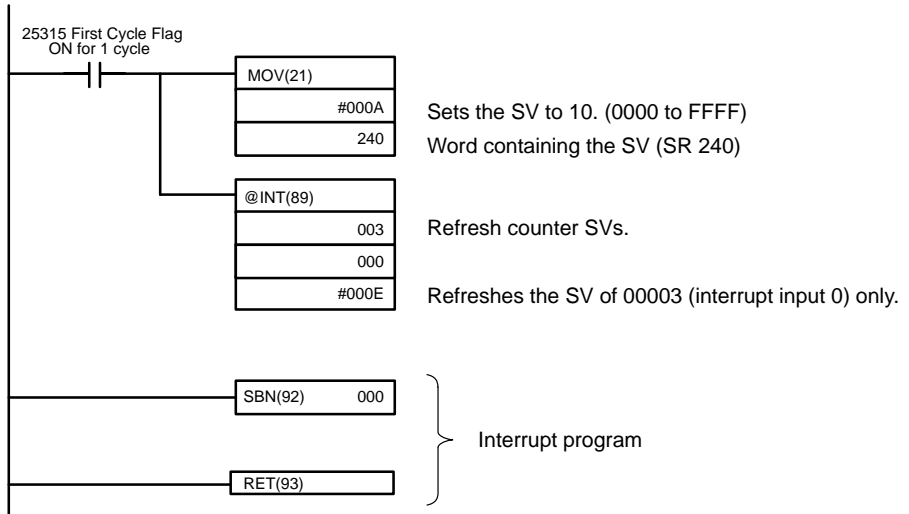 25315 First Cycle Flag
ON for 1 cycle
MOV(21)
#000A Sets the SV to 10. (0000 to FFFF)
240 Word containing the SV (SR 240)
@INT(89)
003 Refresh counter SVs.
000
#000E Refreshes the SV of 00003 (interrupt input 0) only.
SBN(92) 000
Interrupt program
RET(93)